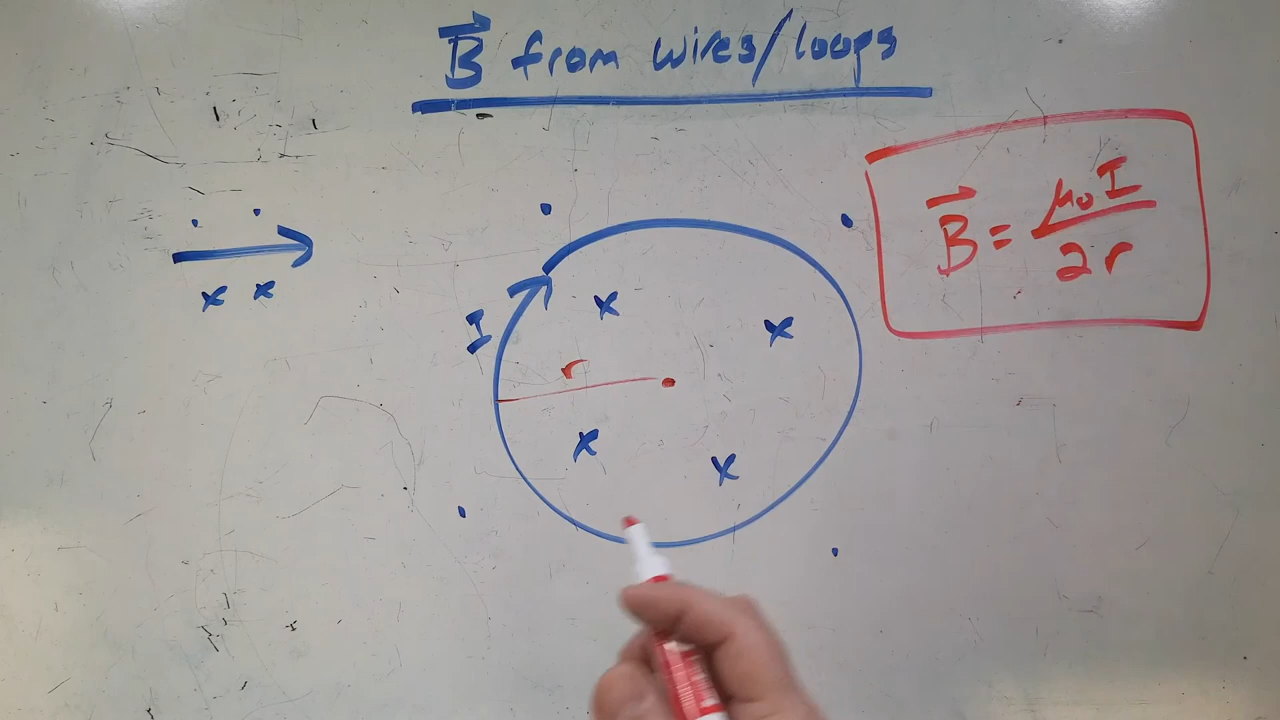 B⃗ from wires/loops
B⃗ = μ₀I / 2r
I
r
x x
x x
x x